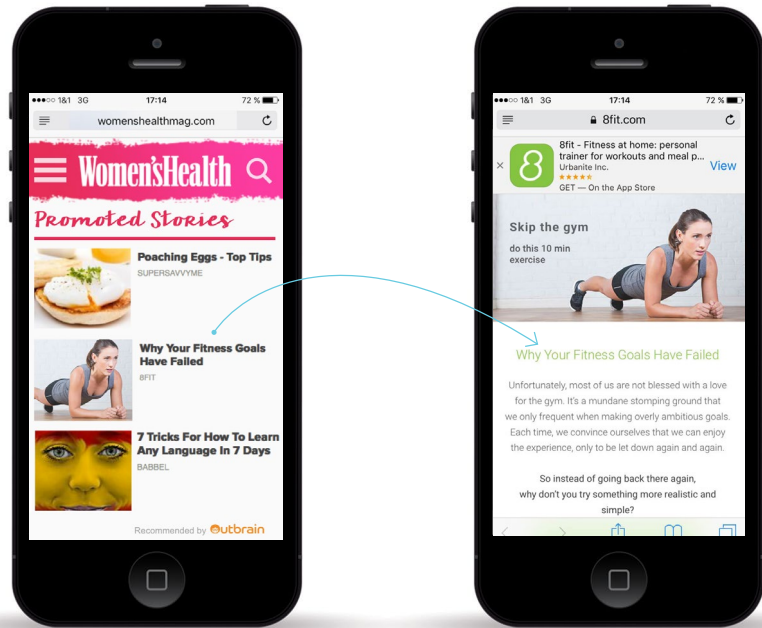 1&1 3G 17:14 72 %
womenshealthmag.com
Women'sHealth
Promoted Stories
Poaching Eggs - Top Tips
SUPERSAVVYME
Why Your Fitness Goals
Have Failed
8FIT
7 Tricks For How To Learn
Any Language In 7 Days
BABBEL
Recommended by Outbrain
1&1 3G 17:14 72 %
8fit.com
8fit - Fitness at home: personal
trainer for workouts and meal p...
Urbanite Inc.
GET — On the App Store
View
Skip the gym
do this 10 min
exercise
Why Your Fitness Goals Have Failed
Unfortunately, most of us are not blessed with a love
for the gym. It's a mundane stomping ground that
we only frequent when making overly ambitious goals.
Each time, we convince ourselves that we can enjoy
the experience, only to be let down again and again.
So instead of going back there again,
why don't you try something more realistic and
simple?